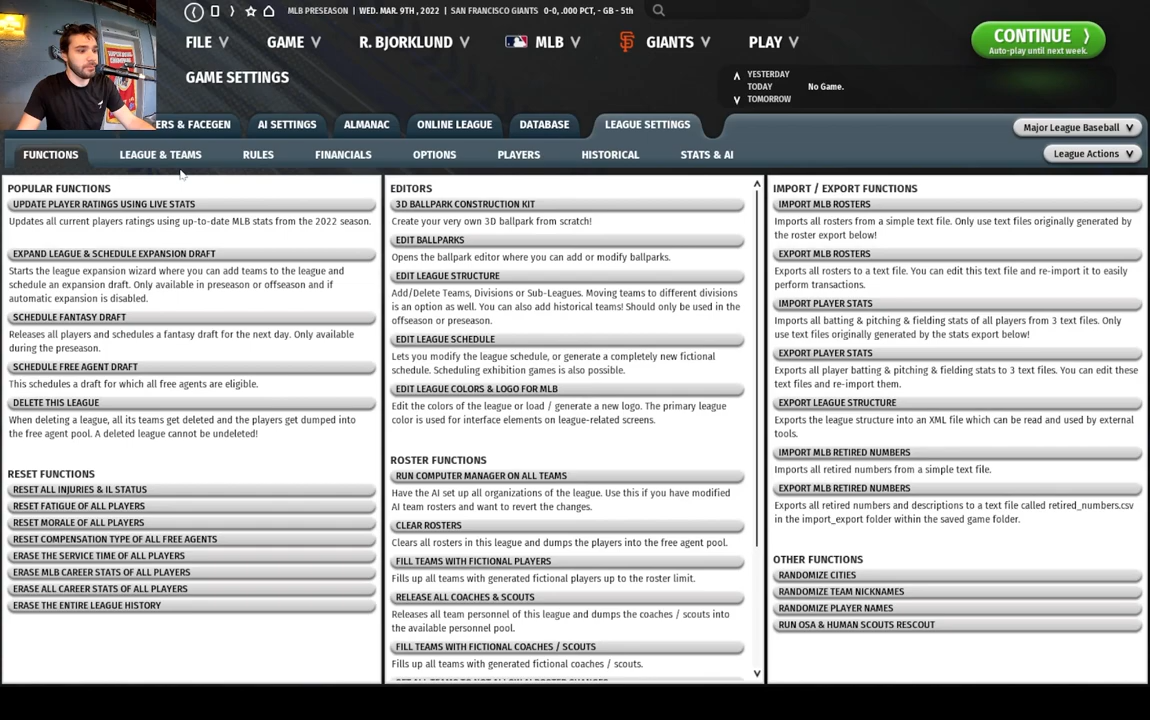 MLB PRESEASON | WED. MAR. 9TH , 2022 | SAN FRANCISCO GIANTS 0-0, .000 PCT, - GB - 5th
FILE GAME R. BJORKLUND MLB GIANTS PLAY
CONTINUE
Auto-play until next week.
GAME SETTINGS
YESTERDAY
TODAY No Game.
TOMORROW
ERS & FACEGEN AI SETTINGS ALMANAC ONLINE LEAGUE DATABASE LEAGUE SETTINGS Major League Baseball
FUNCTIONS LEAGUE & TEAMS RULES FINANCIALS OPTIONS PLAYERS HISTORICAL STATS & AI League Actions
POPULAR FUNCTIONS
UPDATE PLAYER RATINGS USING LIVE STATS
Updates all current players ratings using up-to-date MLB stats from the 2022 season.
EXPAND LEAGUE & SCHEDULE EXPANSION DRAFT
Starts the league expansion wizard where you can add teams to the league and
schedule an expansion draft. Only available in preseason or offseason and if
automatic expansion is disabled.
SCHEDULE FANTASY DRAFT
Releases all players and schedules a fantasy draft for the next day. Only available
during the preseason.
SCHEDULE FREE AGENT DRAFT
This schedules a draft for which all free agents are eligible.
DELETE THIS LEAGUE
When deleting a league, all its teams get deleted and the players get dumped into
the free agent pool. A deleted league cannot be undeleted!
RESET FUNCTIONS
RESET ALL INJURIES & IL STATUS
RESET FATIGUE OF ALL PLAYERS
RESET MORALE OF ALL PLAYERS
RESET COMPENSATION TYPE OF ALL FREE AGENTS
ERASE THE SERVICE TIME OF ALL PLAYERS
ERASE MLB CAREER STATS OF ALL PLAYERS
ERASE ALL CAREER STATS OF ALL PLAYERS
ERASE THE ENTIRE LEAGUE HISTORY
EDITORS
3D BALLPARK CONSTRUCTION KIT
Create your very own 3D ballpark from scratch!
EDIT BALLPARKS
Opens the ballpark editor where you can add or modify ballparks.
EDIT LEAGUE STRUCTURE
Add/Delete Teams, Divisions or Sub-Leagues. Moving teams to different divisions
is an option as well. You can also add historical teams! Should only be used in the
offseason or preseason.
EDIT LEAGUE SCHEDULE
Lets you modify the league schedule, or generate a completely new fictional
schedule. Scheduling exhibition games is also possible.
EDIT LEAGUE COLORS & LOGO FOR MLB
Edit the colors of the league or load / generate a new logo. The primary league
color is used for interface elements on league-related screens.
ROSTER FUNCTIONS
RUN COMPUTER MANAGER ON ALL TEAMS
Have the AI set up all organizations of the league. Use this if you have modified
AI team rosters and want to revert the changes.
CLEAR ROSTERS
Clears all rosters in this league and dumps the players into the free agent pool.
FILL TEAMS WITH FICTIONAL PLAYERS
Fills up all teams with generated fictional players up to the roster limit.
RELEASE ALL COACHES & SCOUTS
Releases all team personnel of this league and dumps the coaches / scouts into
the available personnel pool.
FILL TEAMS WITH FICTIONAL COACHES / SCOUTS
Fills up all teams with generated fictional coaches / scouts.
IMPORT / EXPORT FUNCTIONS
IMPORT MLB ROSTERS
Imports all rosters from a simple text file. Only use text files originally generated by
the roster export below!
EXPORT MLB ROSTERS
Exports all rosters to a text file. You can edit this text file and re-import it to easily
perform transactions.
IMPORT PLAYER STATS
Imports all batting & pitching & fielding stats of all players from 3 text files. Only
use text files originally generated by the stats export below!
EXPORT PLAYER STATS
Exports all player batting & pitching & fielding stats to 3 text files. You can edit these
text files and re-import them.
EXPORT LEAGUE STRUCTURE
Exports the league structure into an XML file which can be read and used by external
tools.
IMPORT MLB RETIRED NUMBERS
Imports all retired numbers from a simple text file.
EXPORT MLB RETIRED NUMBERS
Exports all retired numbers and descriptions to a text file called retired_numbers.csv
in the import_export folder within the saved game folder.
OTHER FUNCTIONS
RANDOMIZE CITIES
RANDOMIZE TEAM NICKNAMES
RANDOMIZE PLAYER NAMES
RUN OSA & HUMAN SCOUTS RESCOUT